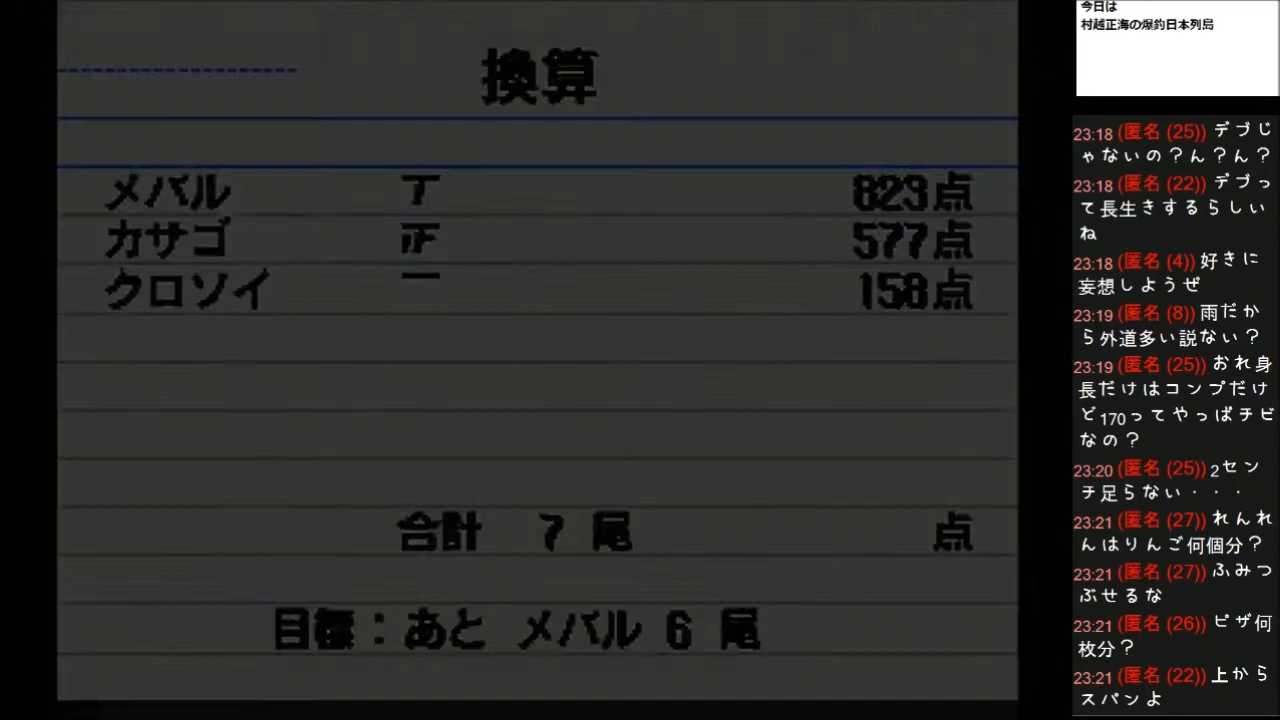 換算
メバル 丅 823点
カサゴ 正 577点
クロソイ 一 158点
合計 7 尾 点
目標：あと メバル 6 尾
今日は
村越正海の爆釣日本列島
23:18 (匿名 (25)) デブじ
ゃないの？ん？ん？
23:18 (匿名 (22)) デブっ
て長生きするらしい
ね
23:18 (匿名 (4)) 好きに
妄想しようぜ
23:19 (匿名 (8)) 雨だか
ら外道多い説ない？
23:19 (匿名 (25)) おれ身
長だけはコンプだけ
ど170ってやっぱチビ
なの？
23:20 (匿名 (25)) 2セン
チ足らない・・・
23:21 (匿名 (27)) れんれ
んはりんご何個分？
23:21 (匿名 (27)) ふみつ
ぶせるな
23:21 (匿名 (26)) ピザ何
枚分？
23:21 (匿名 (22)) 上から
スパンよ